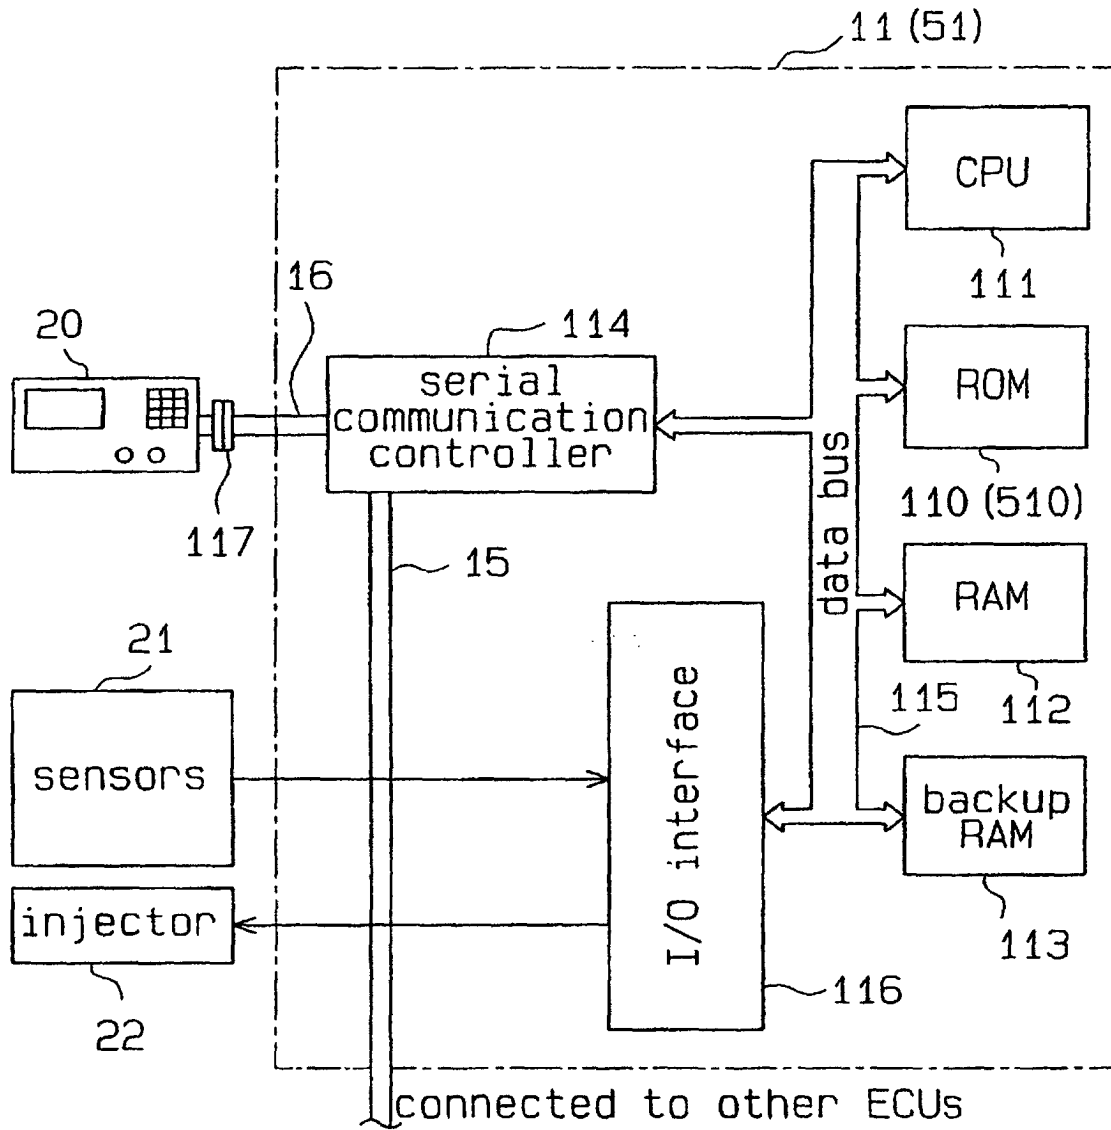 11 (51)
CPU
111
16
114
20
serial
communication
controller
ROM
110 (510)
117
15
data bus
RAM
112
21
115
sensors
I/O interface
backup
RAM
113
injector
116
22
connected to other ECUs